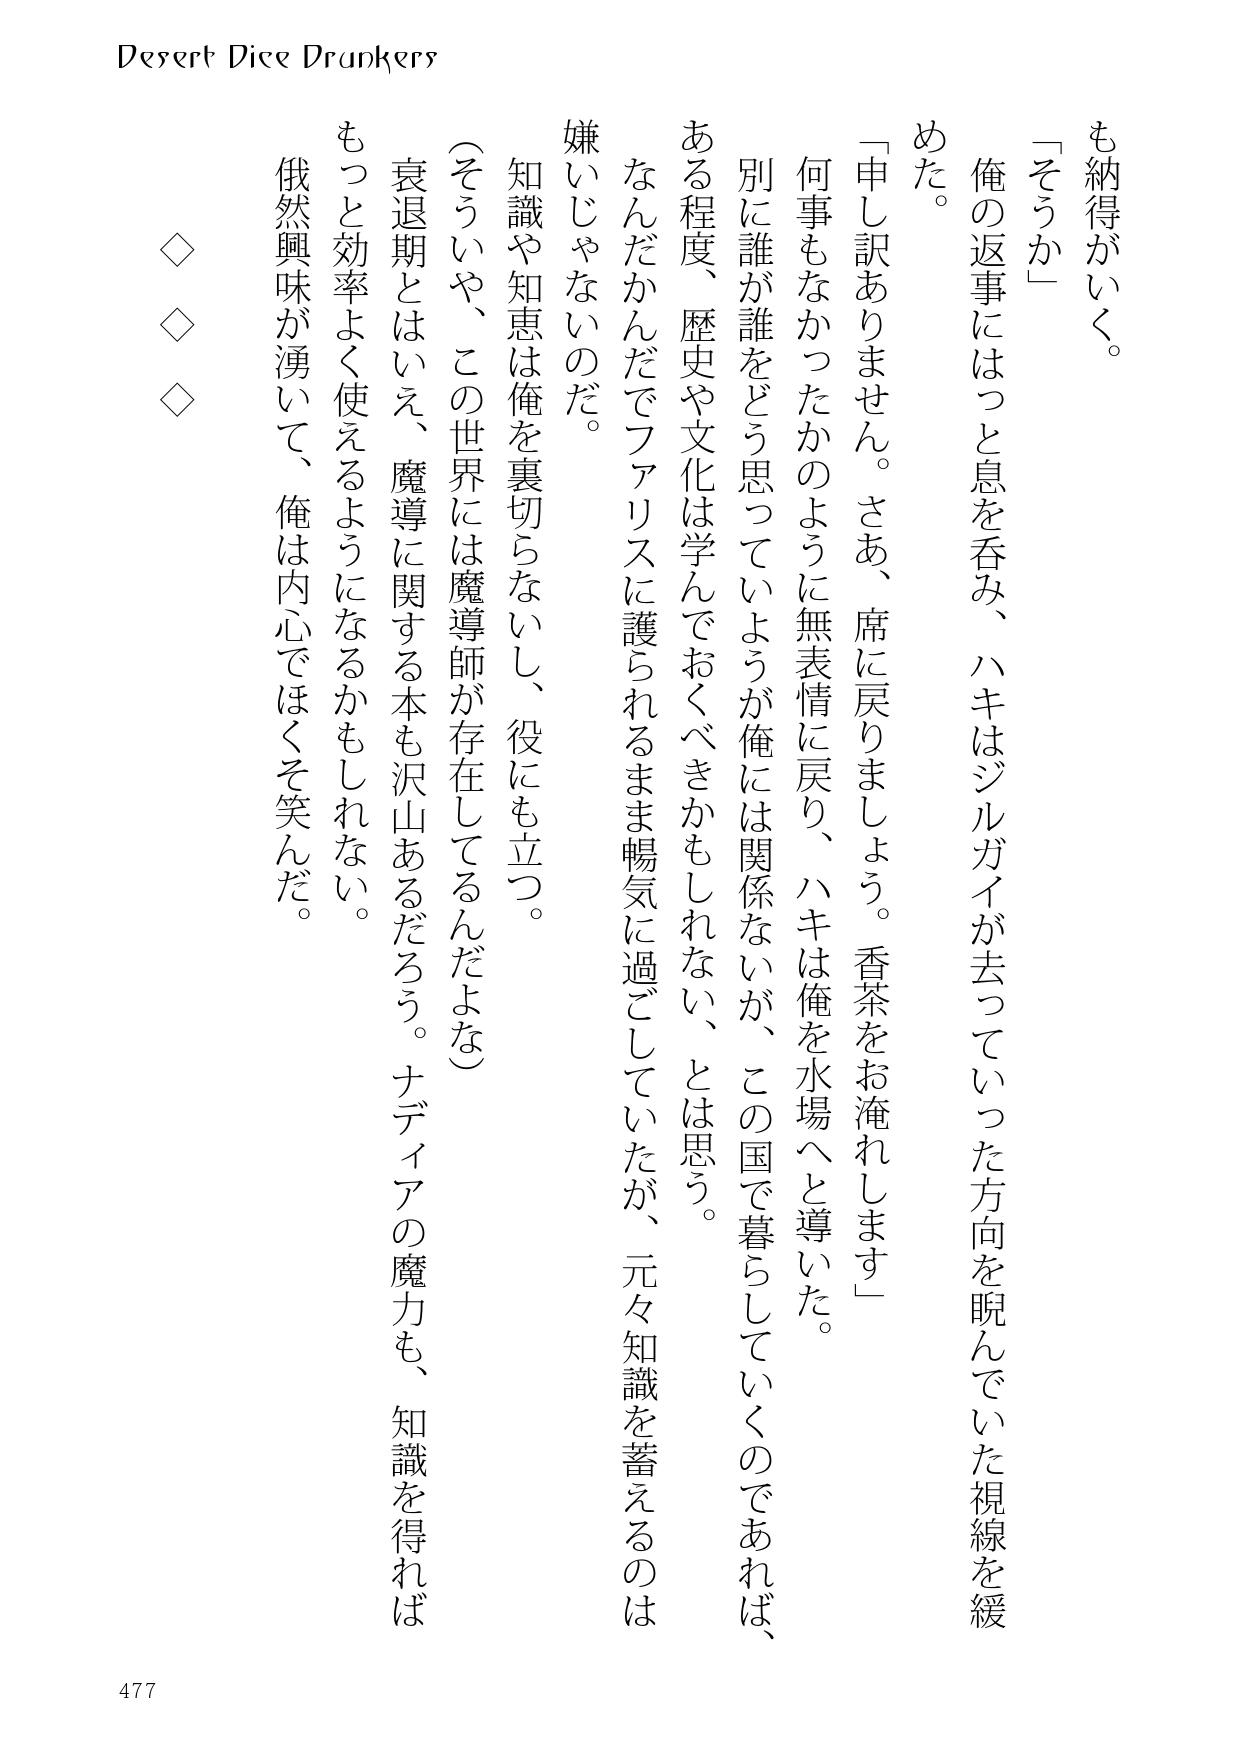 Desert Dice Drunkers
も納得がいく。
「そうか」
俺の返事にはっと息を呑み、ハキはジルガイが去っていった方向を睨んでいた視線を緩
めた。
「申し訳ありません。さあ、席に戻りましょう。香茶をお淹れします」
何事もなかったかのように無表情に戻り、ハキは俺を水場へと導いた。
別に誰が誰をどう思っていようが俺には関係ないが、この国で暮らしていくのであれば、
ある程度、歴史や文化は学んでおくべきかもしれない、とは思う。
なんだかんだでファリスに護られるまま暢気に過ごしていたが、元々知識を蓄えるのは
嫌いじゃないのだ。
知識や知恵は俺を裏切らないし、役にも立つ。
(そういや、この世界には魔導師が存在してるんだよな)
衰退期とはいえ、魔導に関する本も沢山あるだろう。ナディアの魔力も、知識を得れば
もっと効率よく使えるようになるかもしれない。
俄然興味が湧いて、俺は内心でほくそ笑んだ。
◇ ◇ ◇
477